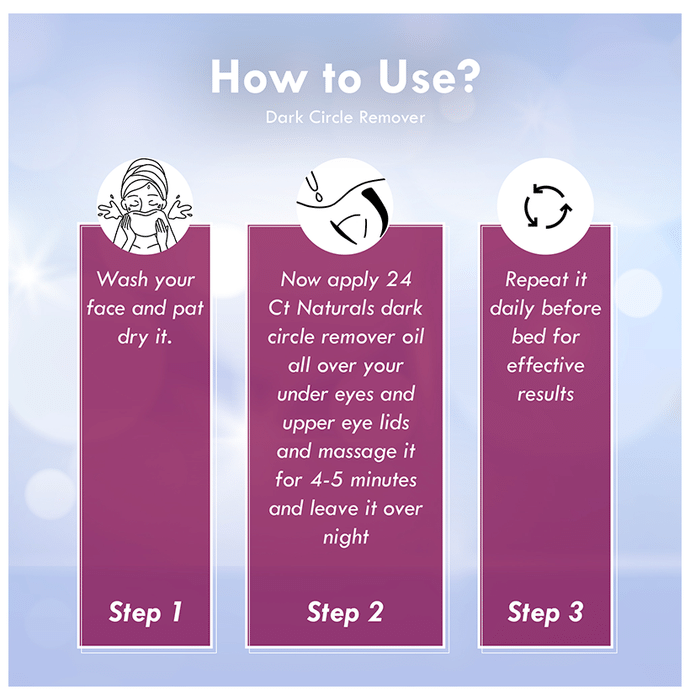 How to Use?
Dark Circle Remover
Wash your
face and pat
dry it.
Step 1
Now apply 24
Ct Naturals dark
circle remover oil
all over your
under eyes and
upper eye lids
and massage it
for 4-5 minutes
and leave it over
night
Step 2
Repeat it
daily before
bed for
effective
results
Step 3